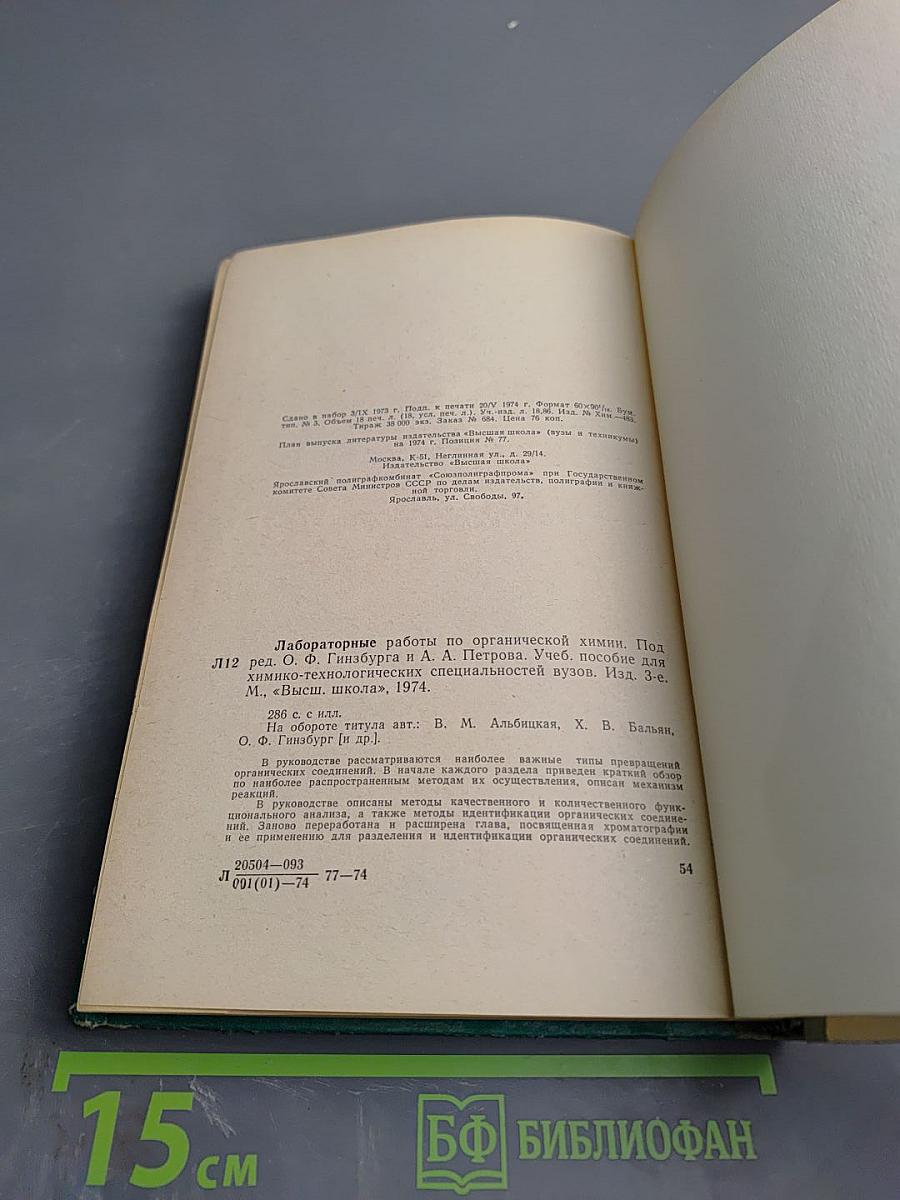 Сдано в набор 3/IX 1973 г. Подп. к печати 20/V 1974 г. Формат 60×90¹/₁₆. Бум.
тип. № 3. Объем 18 печ. л. (18, усл. печ. л.). Уч.-изд. л. 18,86. Изд. № Хим—483.
Тираж 38 000 экз. Заказ № 684. Цена 76 коп.
План выпуска литературы издательства «Высшая школа» (вузы и техникумы)
на 1974 г. Позиция № 77.
Москва, К-51, Неглинная ул., д. 29/14.
Издательство «Высшая школа»
Ярославский полиграфкомбинат «Союзполиграфпрома» при Государственном
комитете Совета Министров СССР по делам издательств, полиграфии и книж-
ной торговли.
Ярославль, ул. Свободы, 97.
Лабораторные работы по органической химии. Под
Л12 ред. О. Ф. Гинзбурга и А. А. Петрова. Учеб. пособие для
химико-технологических специальностей вузов. Изд. 3-е.
М., «Высш. школа», 1974.
286 с. с илл.
На обороте титула авт.: В. М. Альбицкая, Х. В. Бальян,
О. Ф. Гинзбург [и др.].
В руководстве рассматриваются наиболее важные типы превращений
органических соединений. В начале каждого раздела приведен краткий обзор
по наиболее распространенным методам их осуществления, описан механизм
реакций.
В руководстве описаны методы качественного и количественного функ-
ционального анализа, а также методы идентификации органических соедине-
ний. Заново переработана и расширена глава, посвященная хроматографии
и ее применению для разделения и идентификации органических соединений.
20504—093
Л 77—74 54
001(01)—74
15 см
БФ БИБЛИОФАН